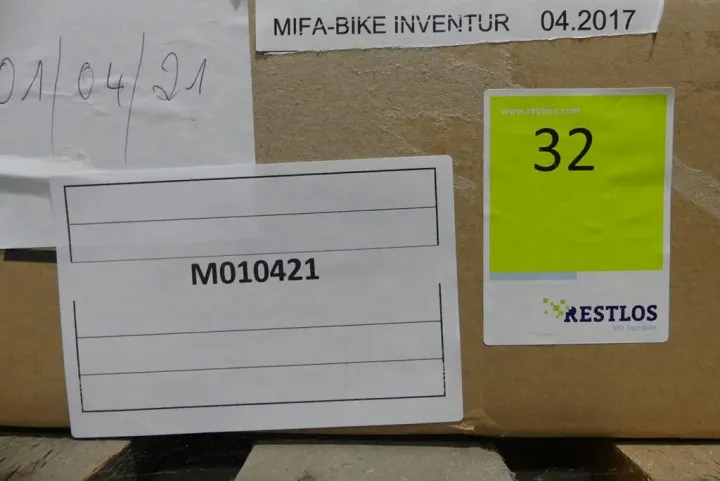 MIFA-BIKE INVENTUR 04.2017
01/04/21
www.restlos.com
32
M010421
RESTLOS
Wir handeln